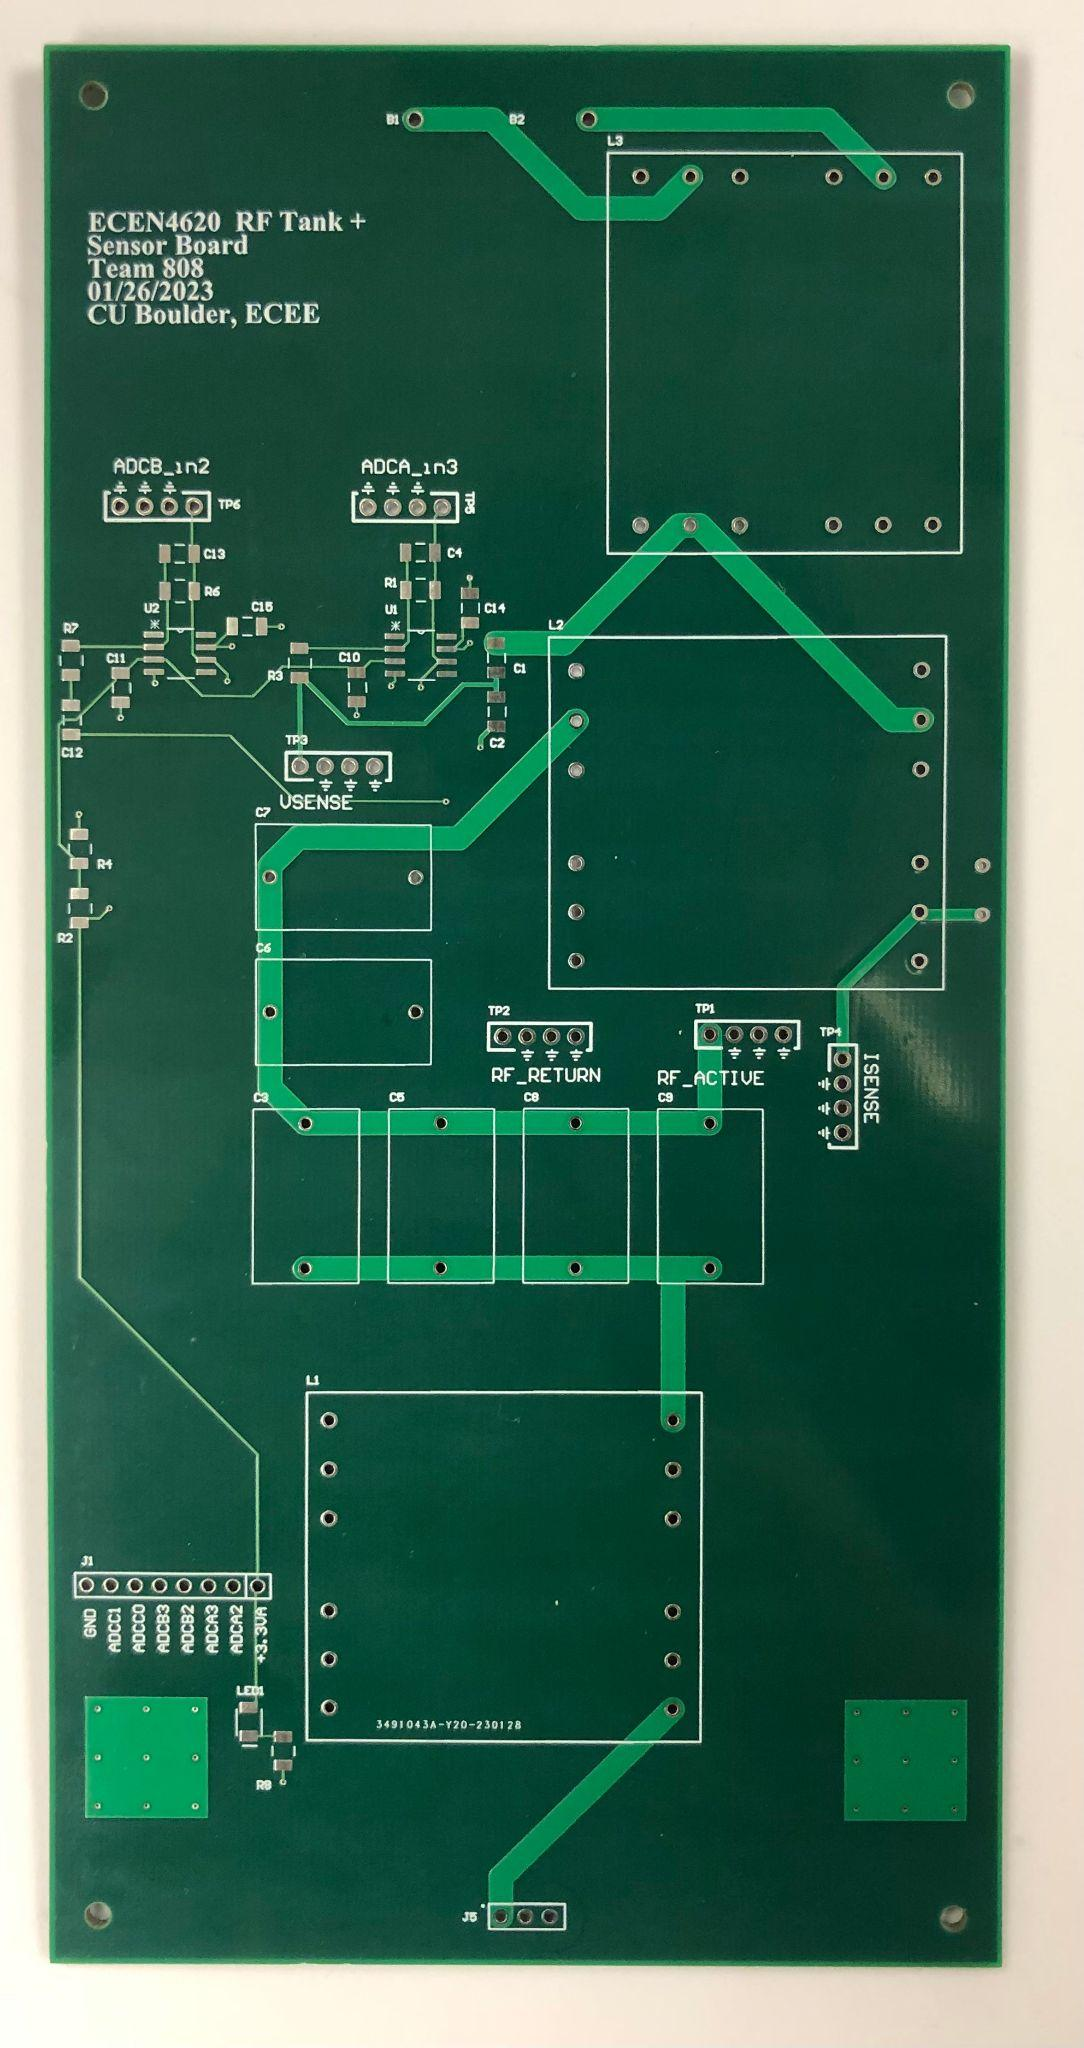 B1
B2
L3
ECEN4620 RF Tank +
Sensor Board
Team 808
01/26/2023
CU Boulder, ECEE
ADCB_in2
ADCA_in3
TP6
TP5
C13
C4
R6
R1
U2
C15
U1
C14
R7
L2
C11
R3
C10
C1
C12
TP3
C2
VSENSE
C7
R4
R2
C6
TP2
TP1
TP4
RF_RETURN
RF_ACTIVE
ISENSE
C3
C5
C8
C9
L1
J1
GND
ADCC1
ADCC0
ADCB3
ADCB2
ADCA3
ADCA2
+3.3VA
LED1
3491043A-Y20-230128
R8
J5